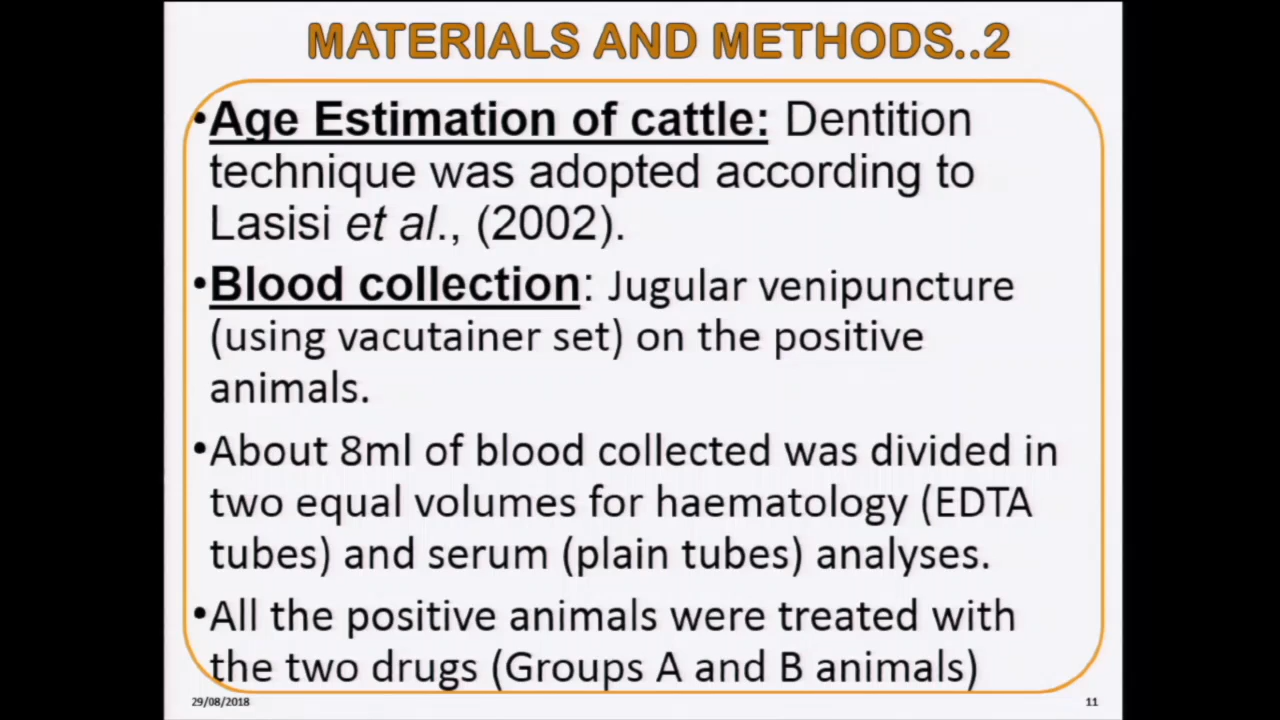 MATERIALS AND METHODS..2
•Age Estimation of cattle: Dentition
technique was adopted according to
Lasisi et al., (2002).
•Blood collection: Jugular venipuncture
(using vacutainer set) on the positive
animals.
•About 8ml of blood collected was divided in
two equal volumes for haematology (EDTA
tubes) and serum (plain tubes) analyses.
•All the positive animals were treated with
the two drugs (Groups A and B animals)
29/08/2018
11